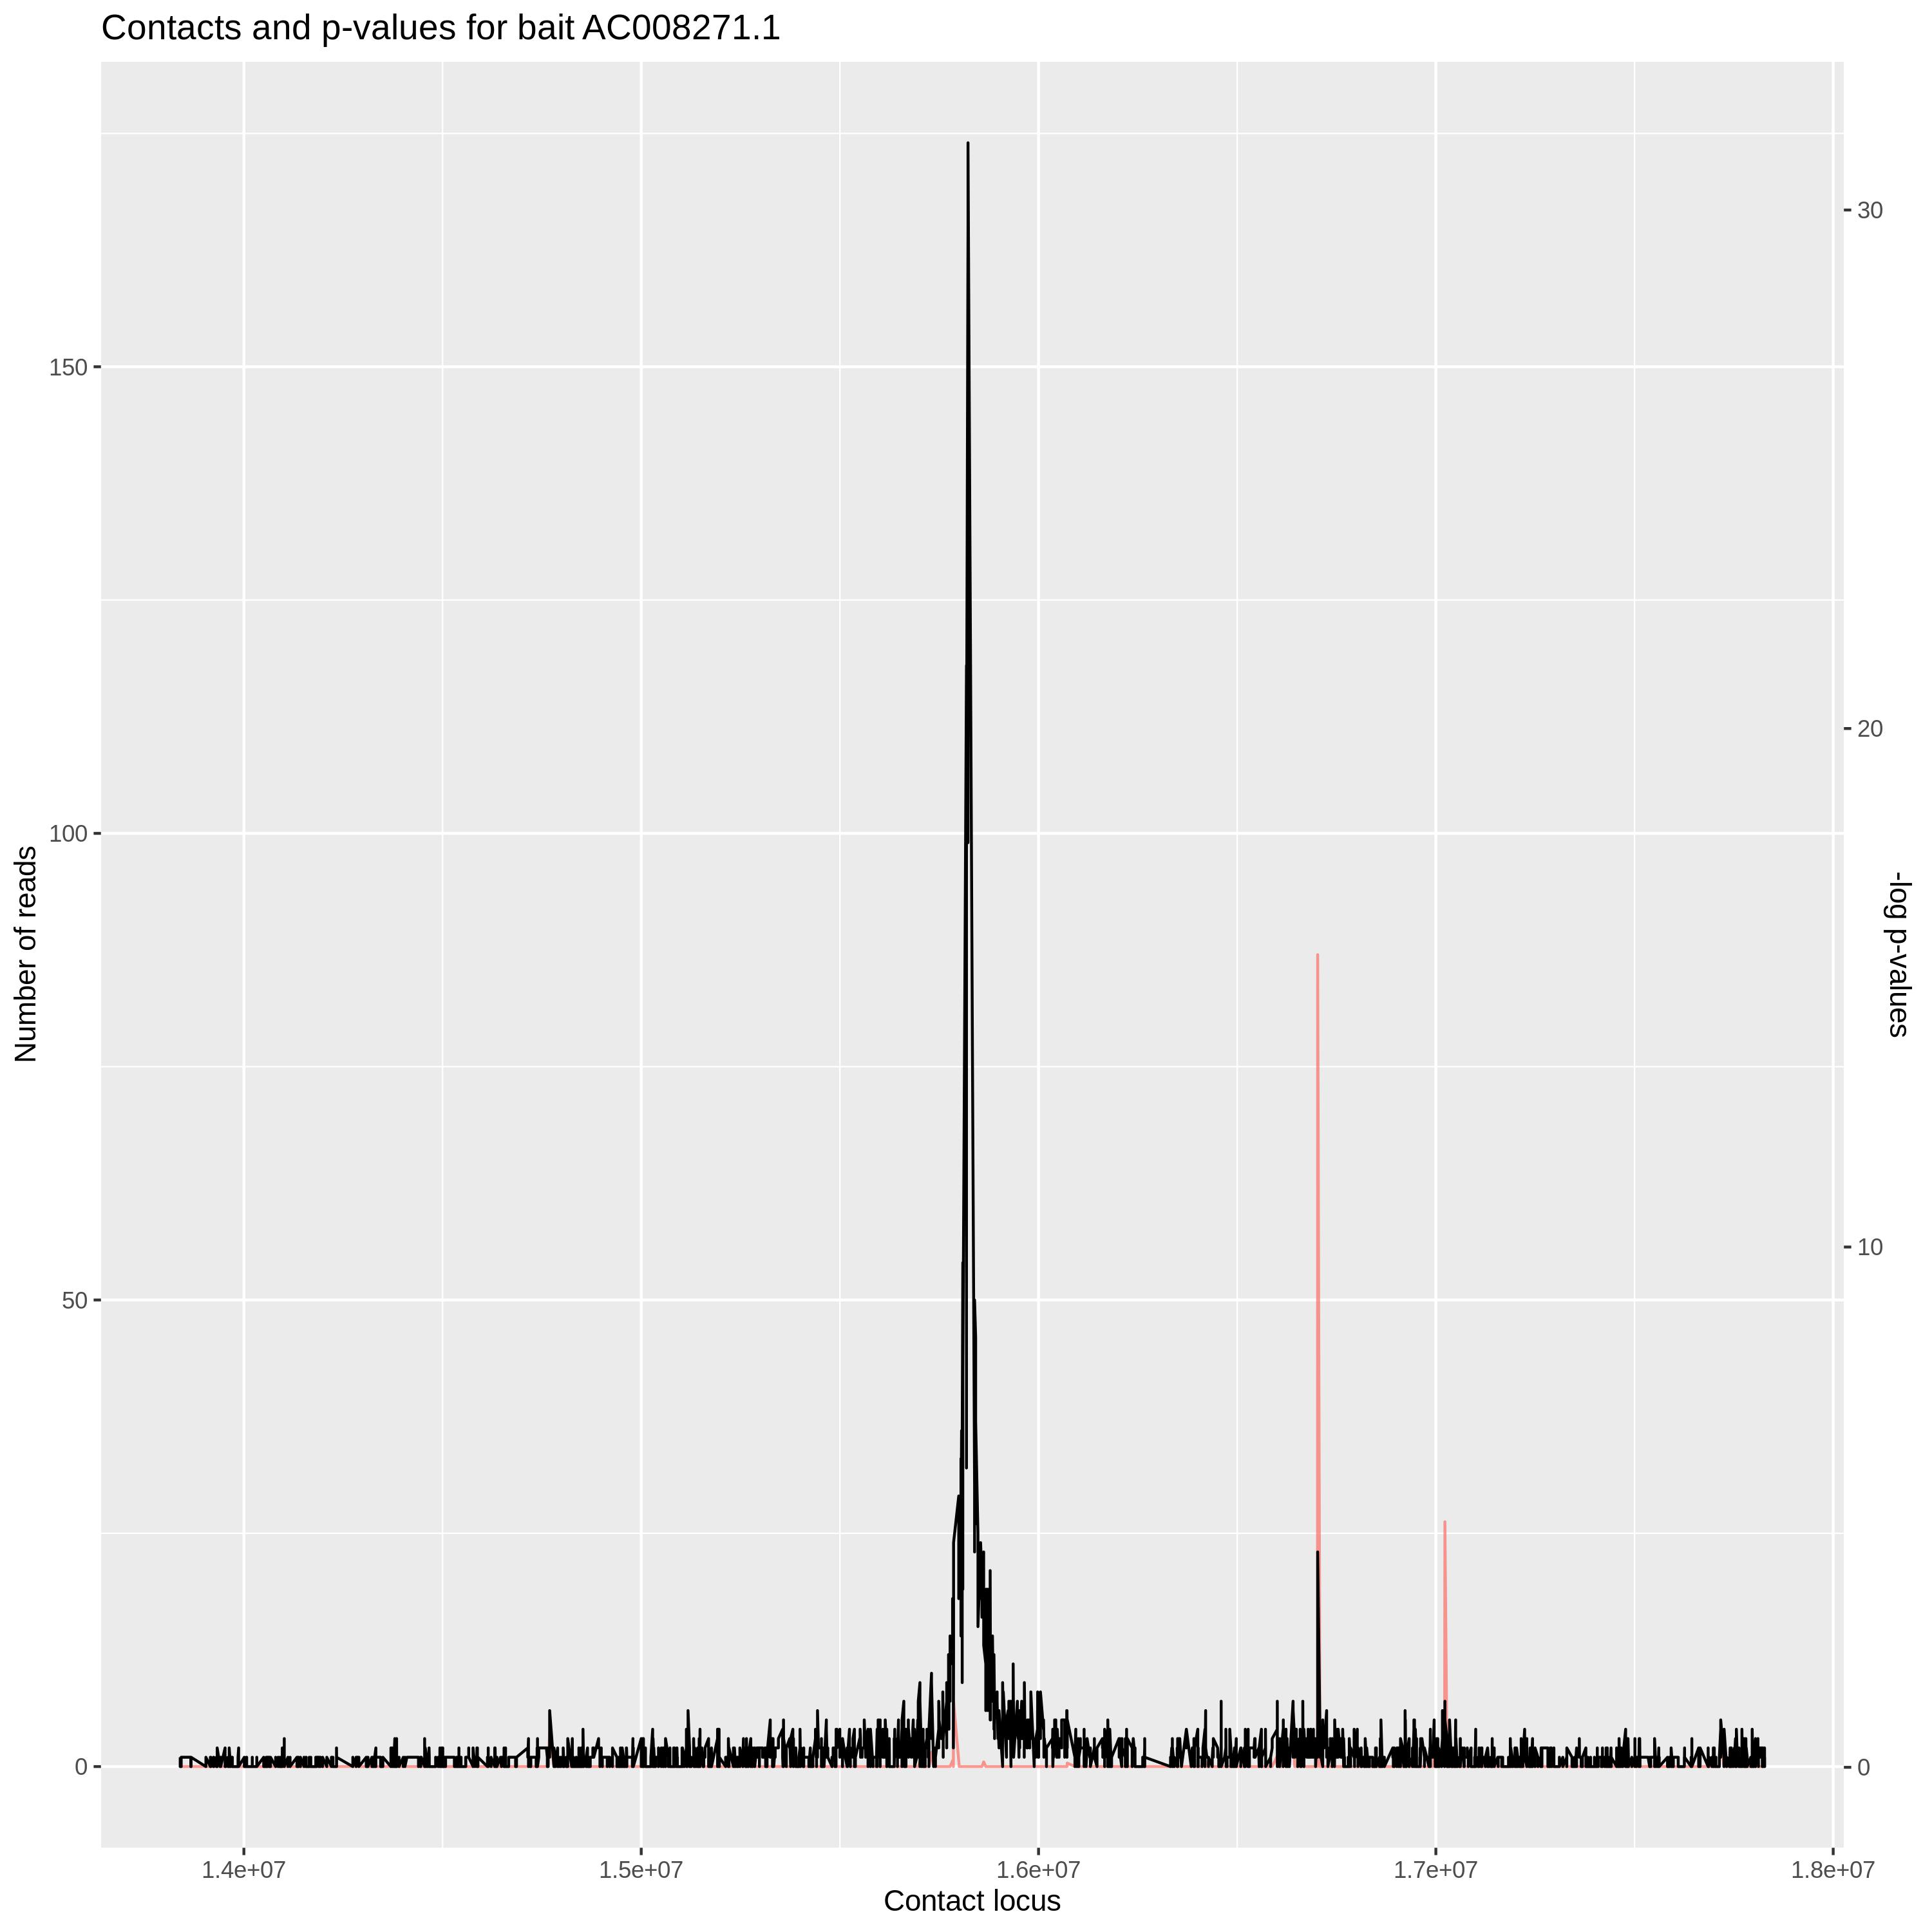 Contacts and p-values for bait AC008271.1
Number of reads
150
100
50
0
30
20
10
0
-log p-values
1.4e+07 1.5e+07 1.6e+07 1.7e+07 1.8e+07
Contact locus